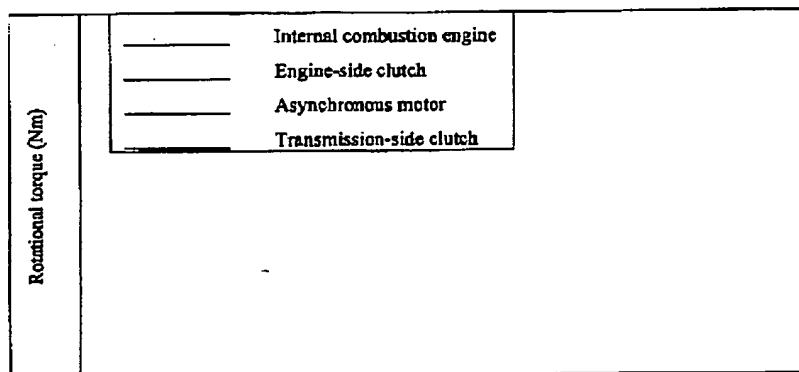 Internal combustion engine
Engine-side clutch
Asynchronous motor
Transmission-side clutch
Rotational torque (Nm)